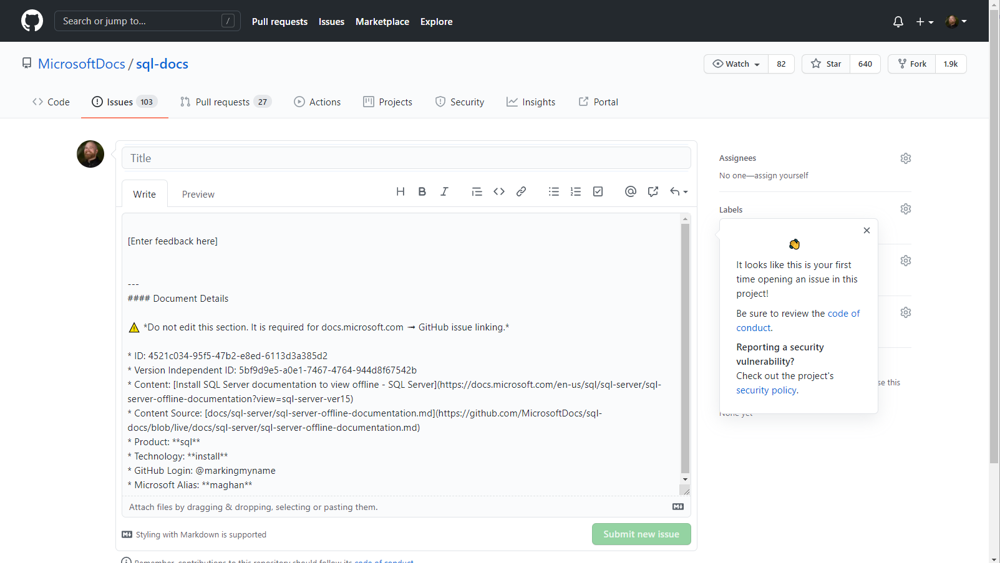 Search or jump to... /
Pull requests Issues Marketplace Explore
MicrosoftDocs / sql-docs
Watch 82
Star 640
Fork 1.9k
Code
Issues 103
Pull requests 27
Actions
Projects
Security
Insights
Portal
Title
Write
Preview
[Enter feedback here]
---
#### Document Details
⚠ *Do not edit this section. It is required for docs.microsoft.com ➟ GitHub issue linking.*
* ID: 4521c034-95f5-47b2-e8ed-6113d3a385d2
* Version Independent ID: 5bf9d9e5-a0e1-7467-4764-944d8f67542b
* Content: [Install SQL Server documentation to view offline - SQL Server](https://docs.microsoft.com/en-us/sql/sql-server/sql-
server-offline-documentation?view=sql-server-ver15)
* Content Source: [docs/sql-server/sql-server-offline-documentation.md](https://github.com/MicrosoftDocs/sql-
docs/blob/live/docs/sql-server/sql-server-offline-documentation.md)
* Product: **sql**
* Technology: **install**
* GitHub Login: @markingmyname
* Microsoft Alias: **maghan**
Attach files by dragging & dropping, selecting or pasting them.
Styling with Markdown is supported
Submit new issue
Remember, contributions to this repository should follow its code of conduct
Assignees
No one—assign yourself
Labels
It looks like this is your first
time opening an issue in this
project!
Be sure to review the code of
conduct.
Reporting a security
vulnerability?
Check out the project's
security policy.
se this
None yet